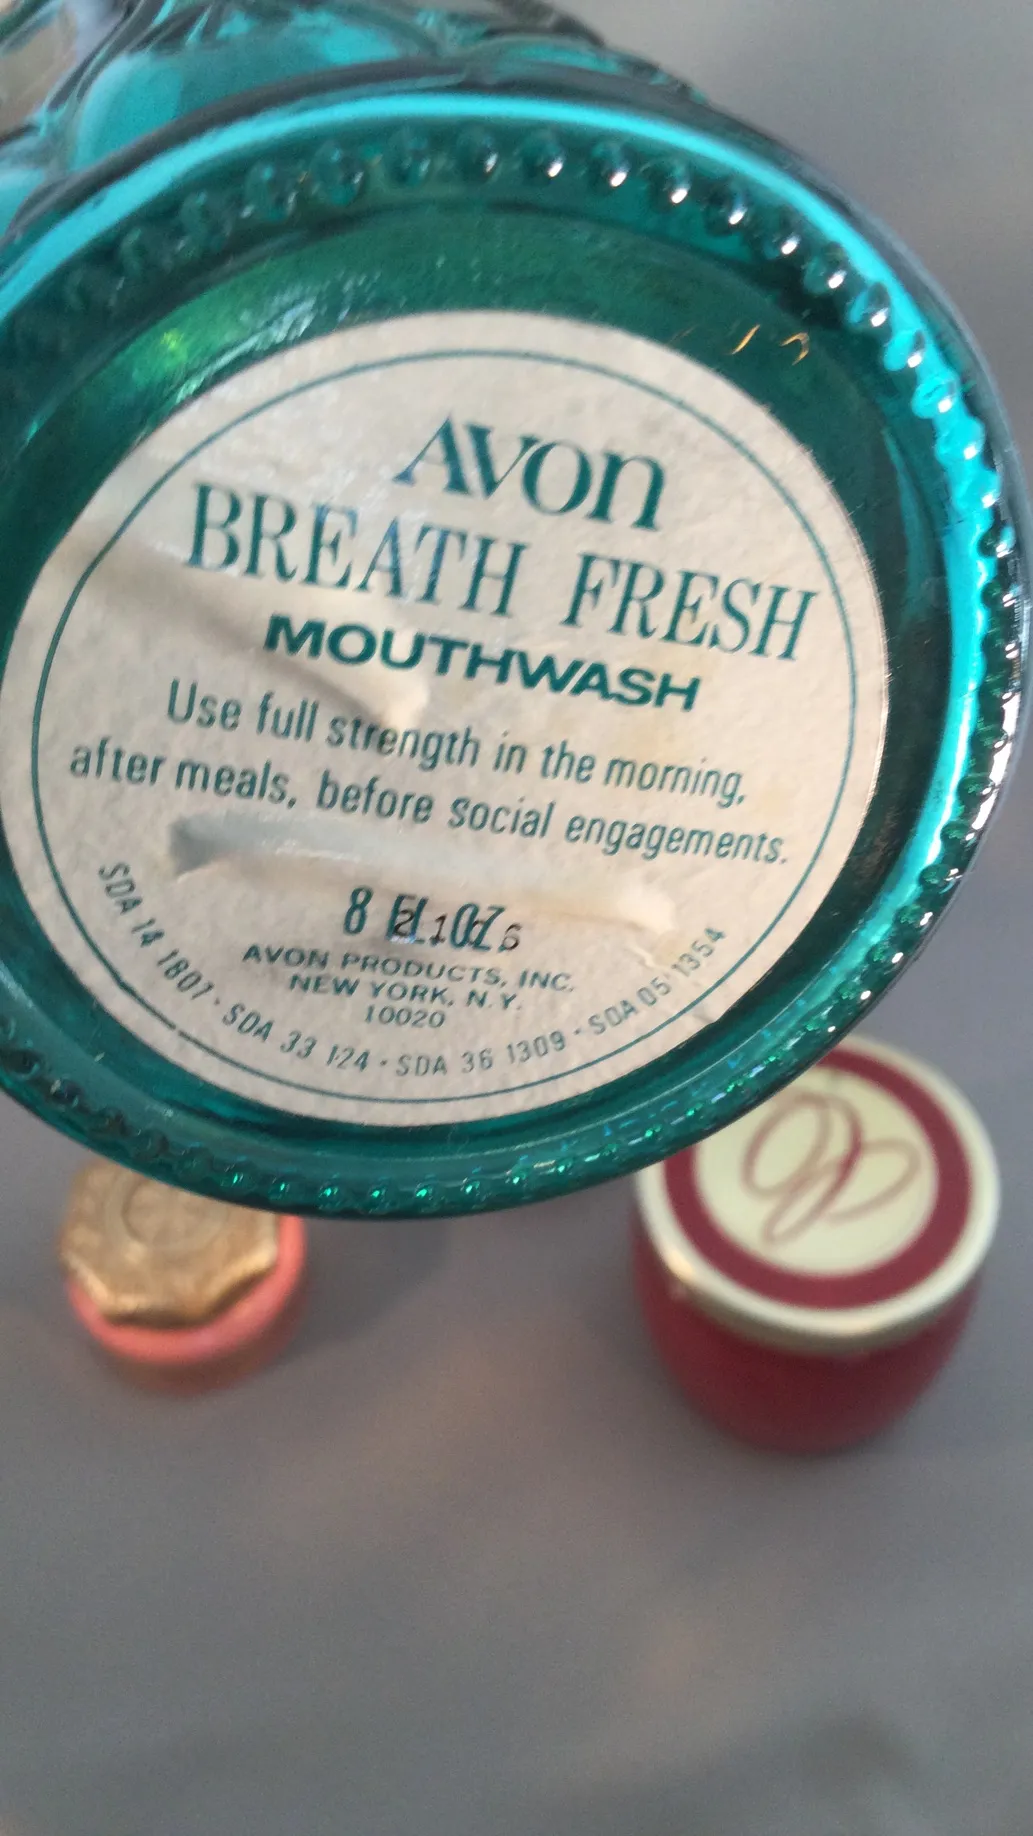 AVON
BREATH FRESH
MOUTHWASH
Use full strength in the morning,
after meals, before social engagements.
8 FL. OZ.
AVON PRODUCTS, INC.
NEW YORK, N.Y.
10020
SDA 14 1807 · SDA 33 124 · SDA 36 1309 · SDA 05 1354